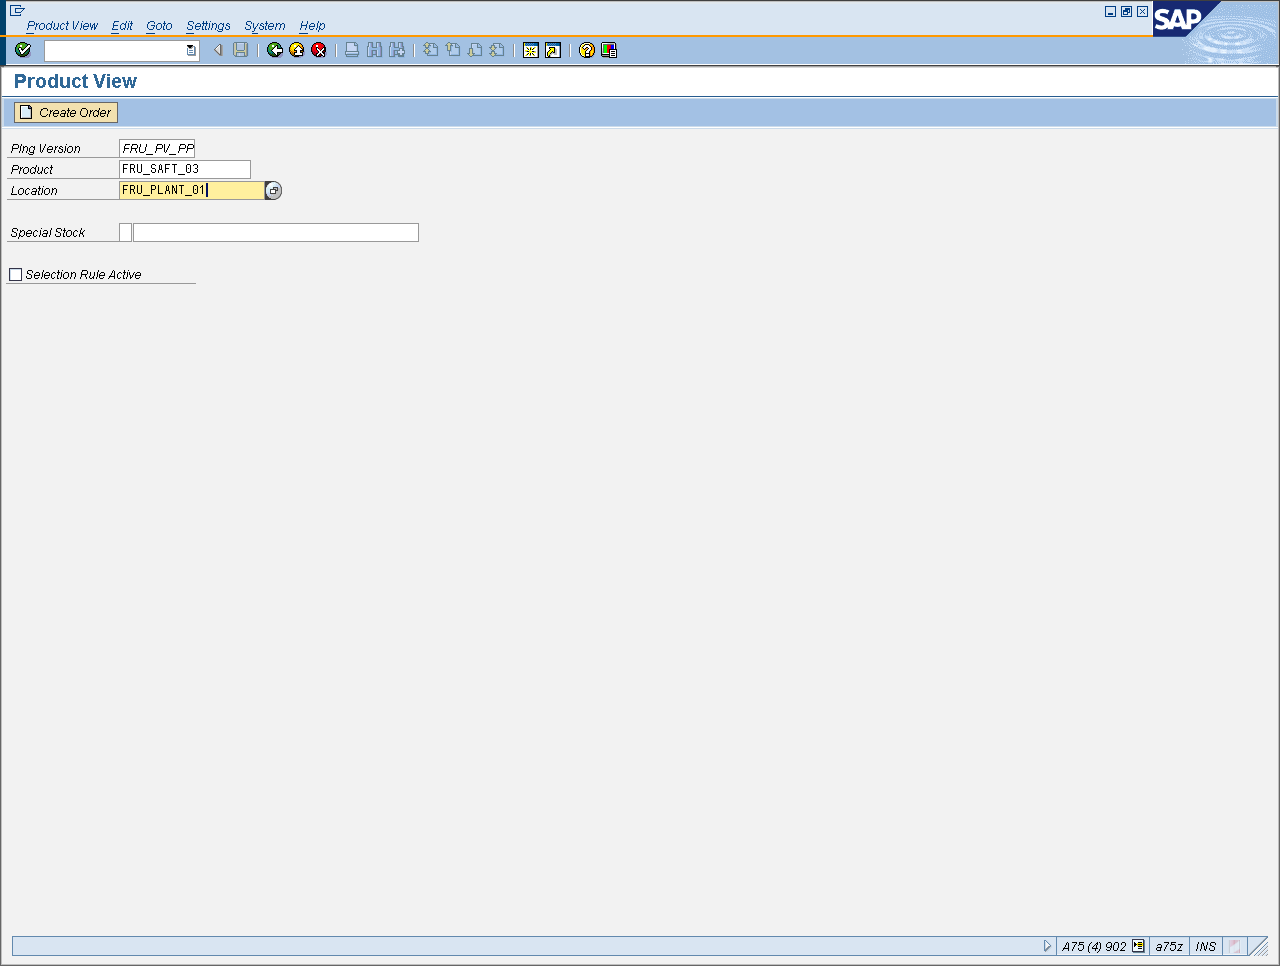 Product View Edit Goto Settings System Help
SAP
Product View
Create Order
Plng Version FRU_PV_PP
Product FRU_SAFT_03
Location FRU_PLANT_01
Special Stock
Selection Rule Active
A75 (4) 902 a75z INS